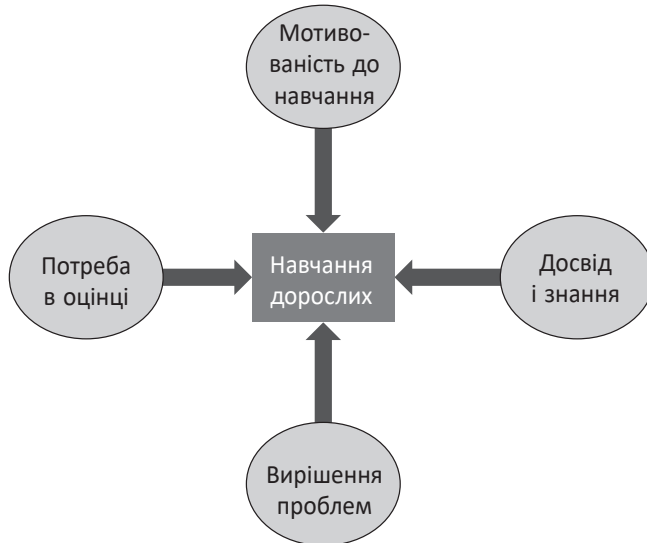 Мотиво-
ваність до
навчання
Потреба
в оцінці
Навчання
дорослих
Досвід
і знання
Вирішення
проблем